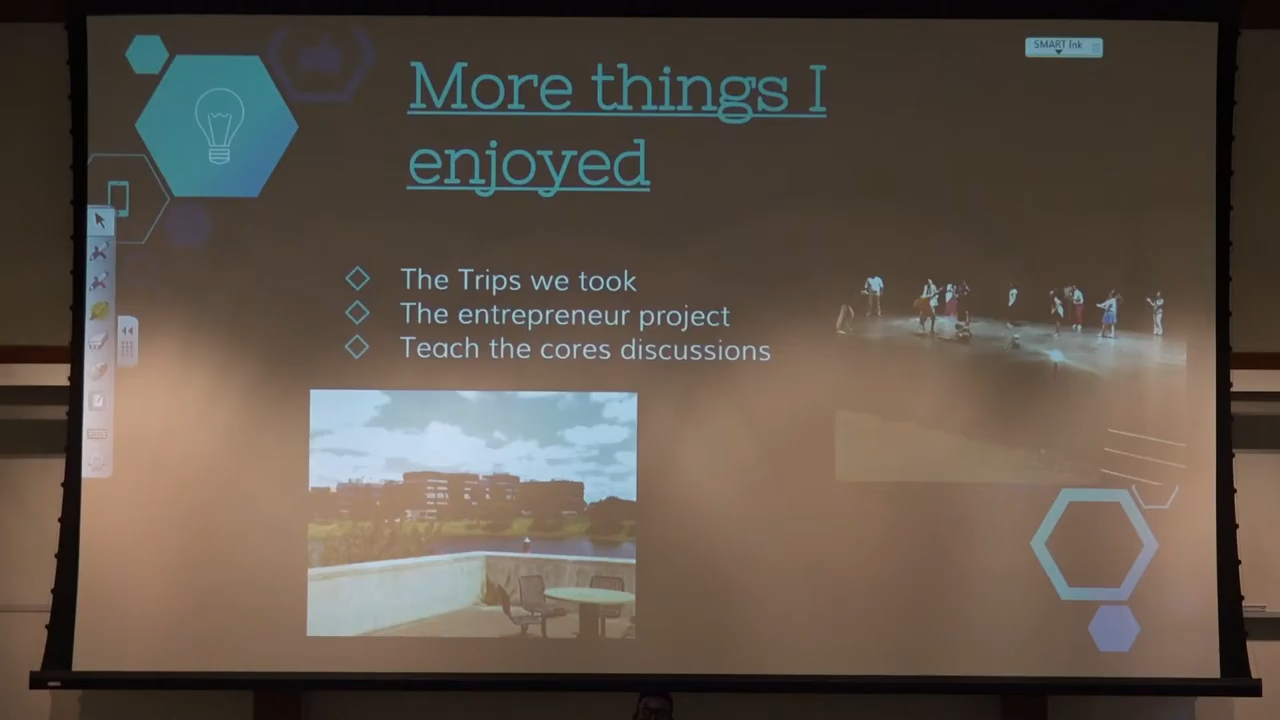 SMART Ink
More things I
enjoyed
The Trips we took
The entrepreneur project
Teach the cores discussions